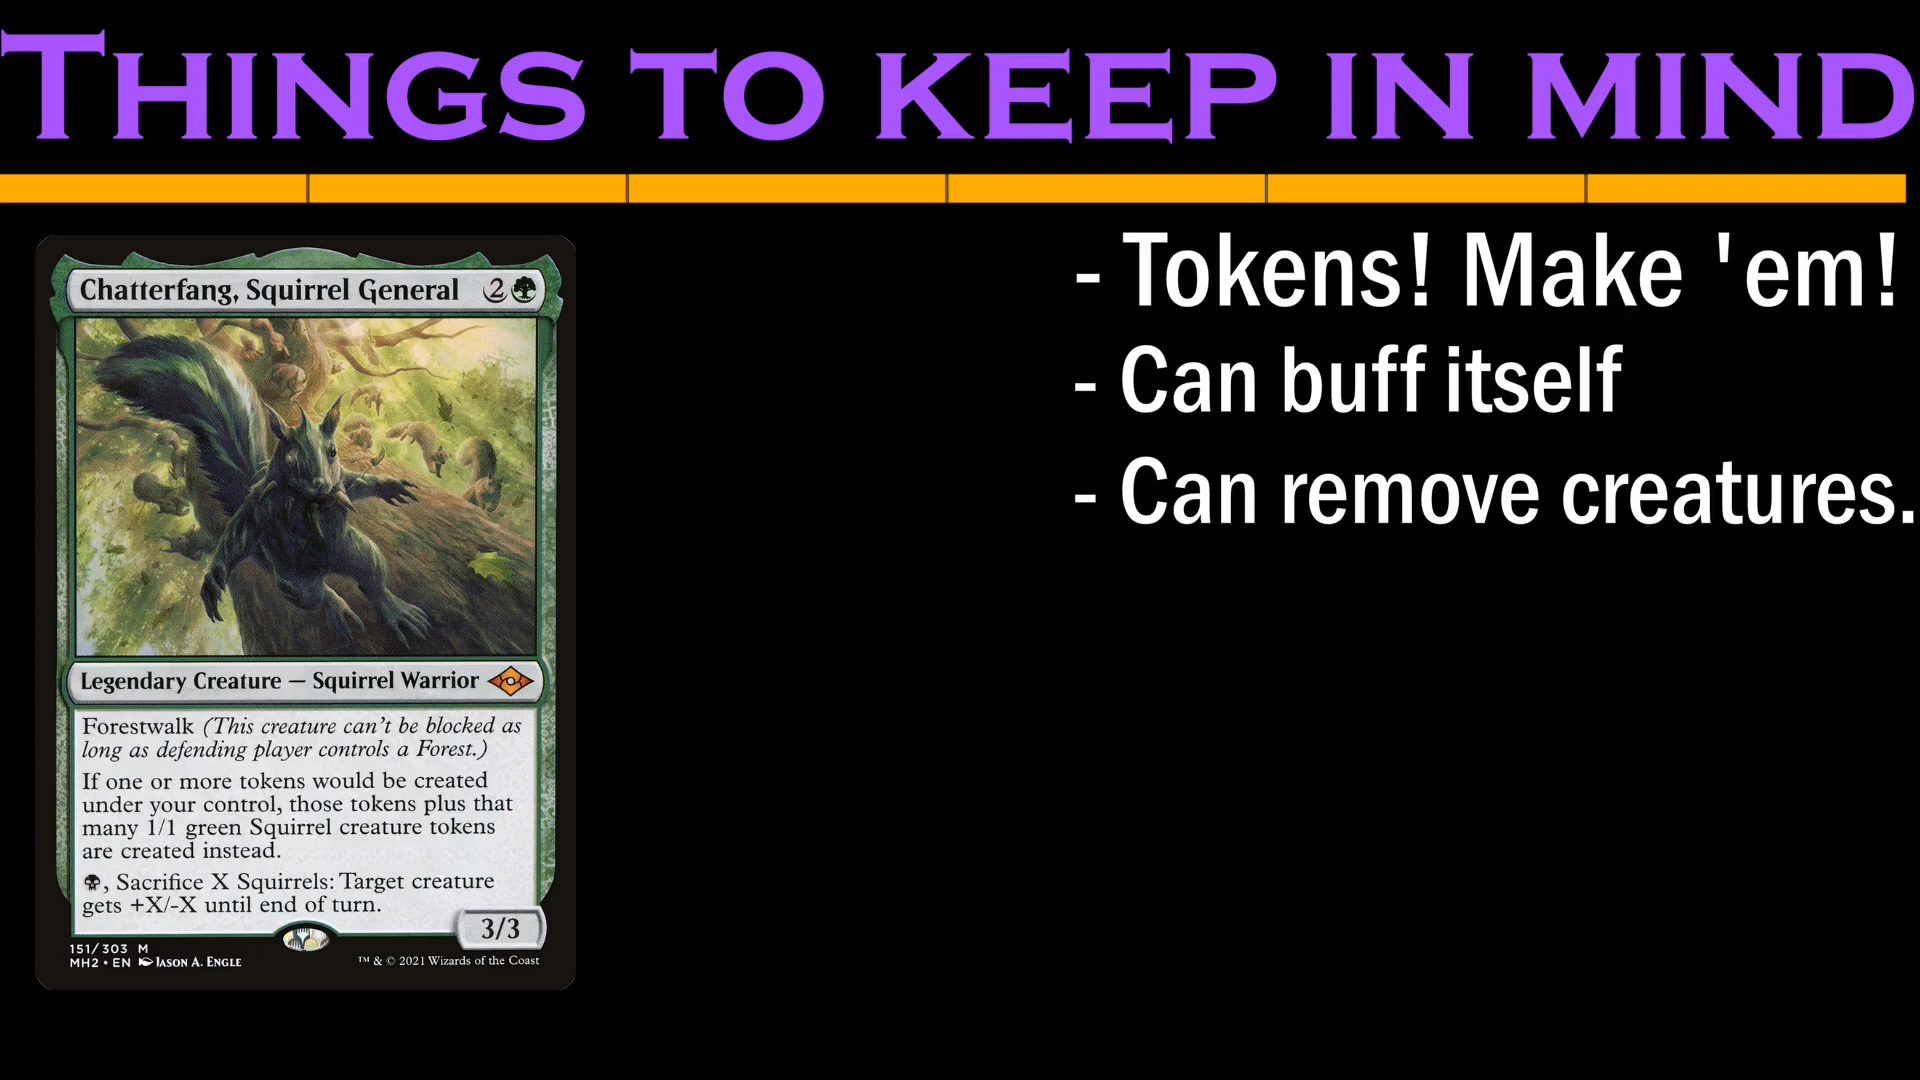 THINGS TO KEEP IN MIND
- Tokens! Make 'em!
- Can buff itself
- Can remove creatures.
Chatterfang, Squirrel General 2
Legendary Creature — Squirrel Warrior
Forestwalk (This creature can't be blocked as
long as defending player controls a Forest.)
If one or more tokens would be created
under your control, those tokens plus that
many 1/1 green Squirrel creature tokens
are created instead.
, Sacrifice X Squirrels: Target creature
gets +X/-X until end of turn.
3/3
151/303 M
MH2 • EN JASON A. ENGLE
™ & © 2021 Wizards of the Coast